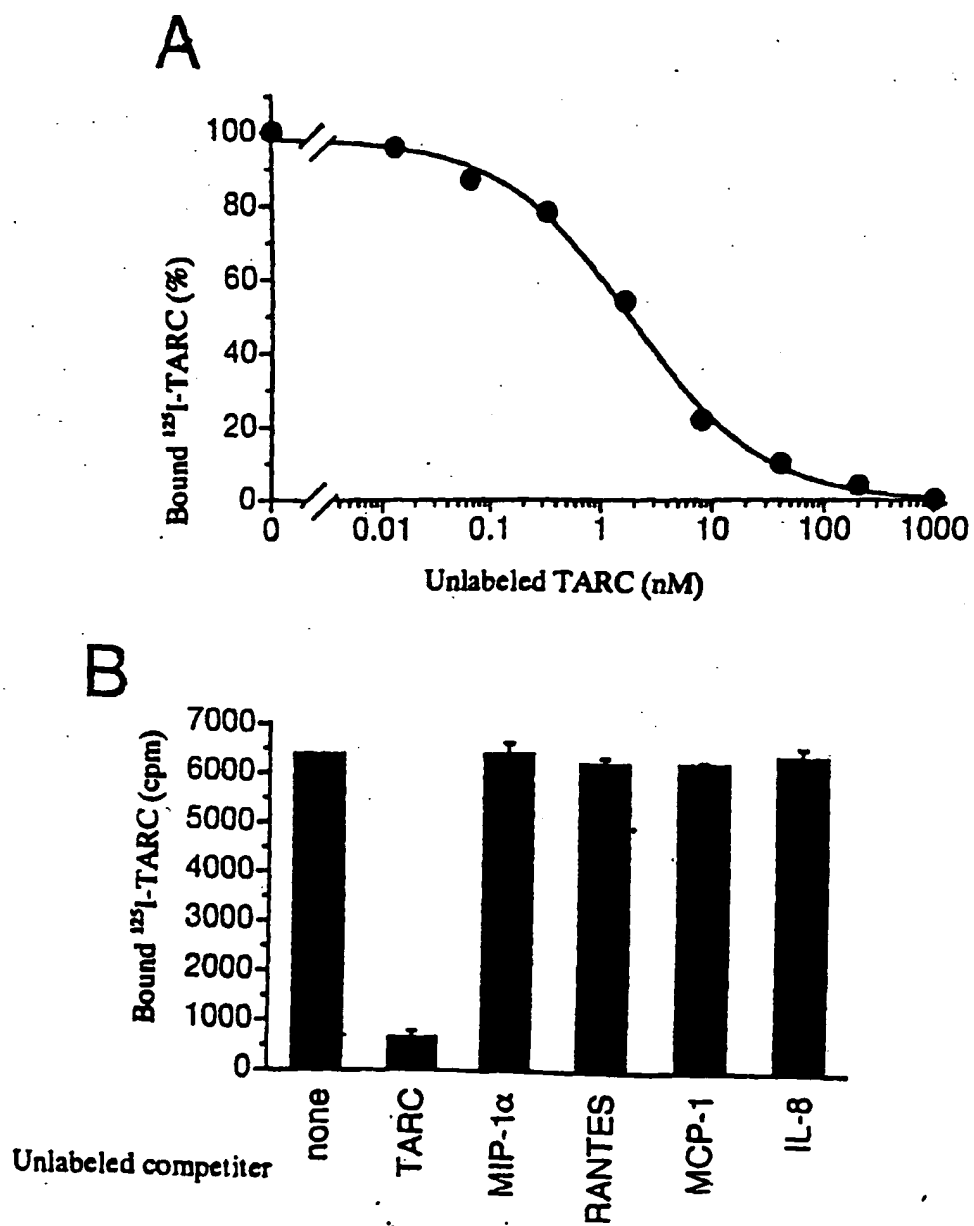 A
100
80
60
40
20
0
Bound ¹²⁵I-TARC (%)
0 0.01 0.1 1 10 100 1000
Unlabeled TARC (nM)
B
7000
6000
5000
4000
3000
2000
1000
0
Bound ¹²⁵I-TARC (cpm)
none TARC MIP-1α RANTES MCP-1 IL-8
Unlabeled competiter